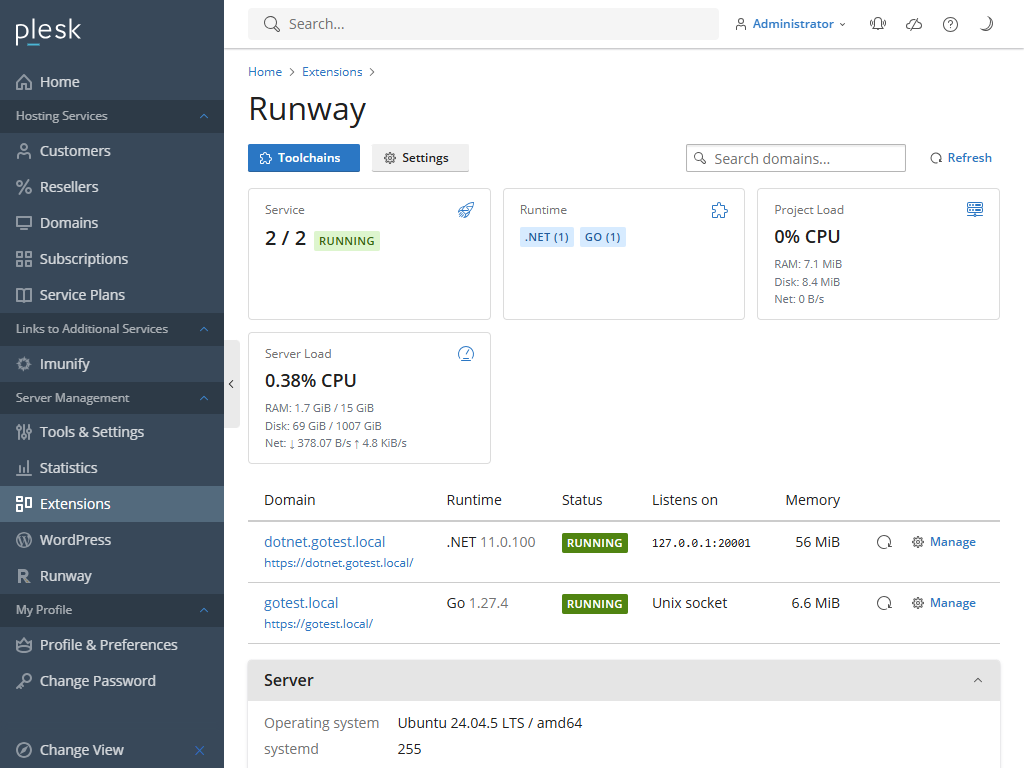 plesk
Search...
Administrator
Home
Hosting Services
Customers
Resellers
Domains
Subscriptions
Service Plans
Links to Additional Services
Imunify
Server Management
Tools & Settings
Statistics
Extensions
WordPress
Runway
My Profile
Profile & Preferences
Change Password
Change View
Home > Extensions >
Runway
Toolchains
Settings
Search domains...
Refresh
Service
2 / 2 RUNNING
Runtime
.NET (1) GO (1)
Project Load
0% CPU
RAM: 7.1 MiB
Disk: 8.4 MiB
Net: 0 B/s
Server Load
0.38% CPU
RAM: 1.7 GiB / 15 GiB
Disk: 69 GiB / 1007 GiB
Net: ↓ 378.07 B/s ↑ 4.8 KiB/s
Domain Runtime Status Listens on Memory
dotnet.gotest.local .NET 11.0.100 RUNNING 127.0.0.1:20001 56 MiB Manage
https://dotnet.gotest.local/
gotest.local Go 1.27.4 RUNNING Unix socket 6.6 MiB Manage
https://gotest.local/
Server
Operating system Ubuntu 24.04.5 LTS / amd64
systemd 255